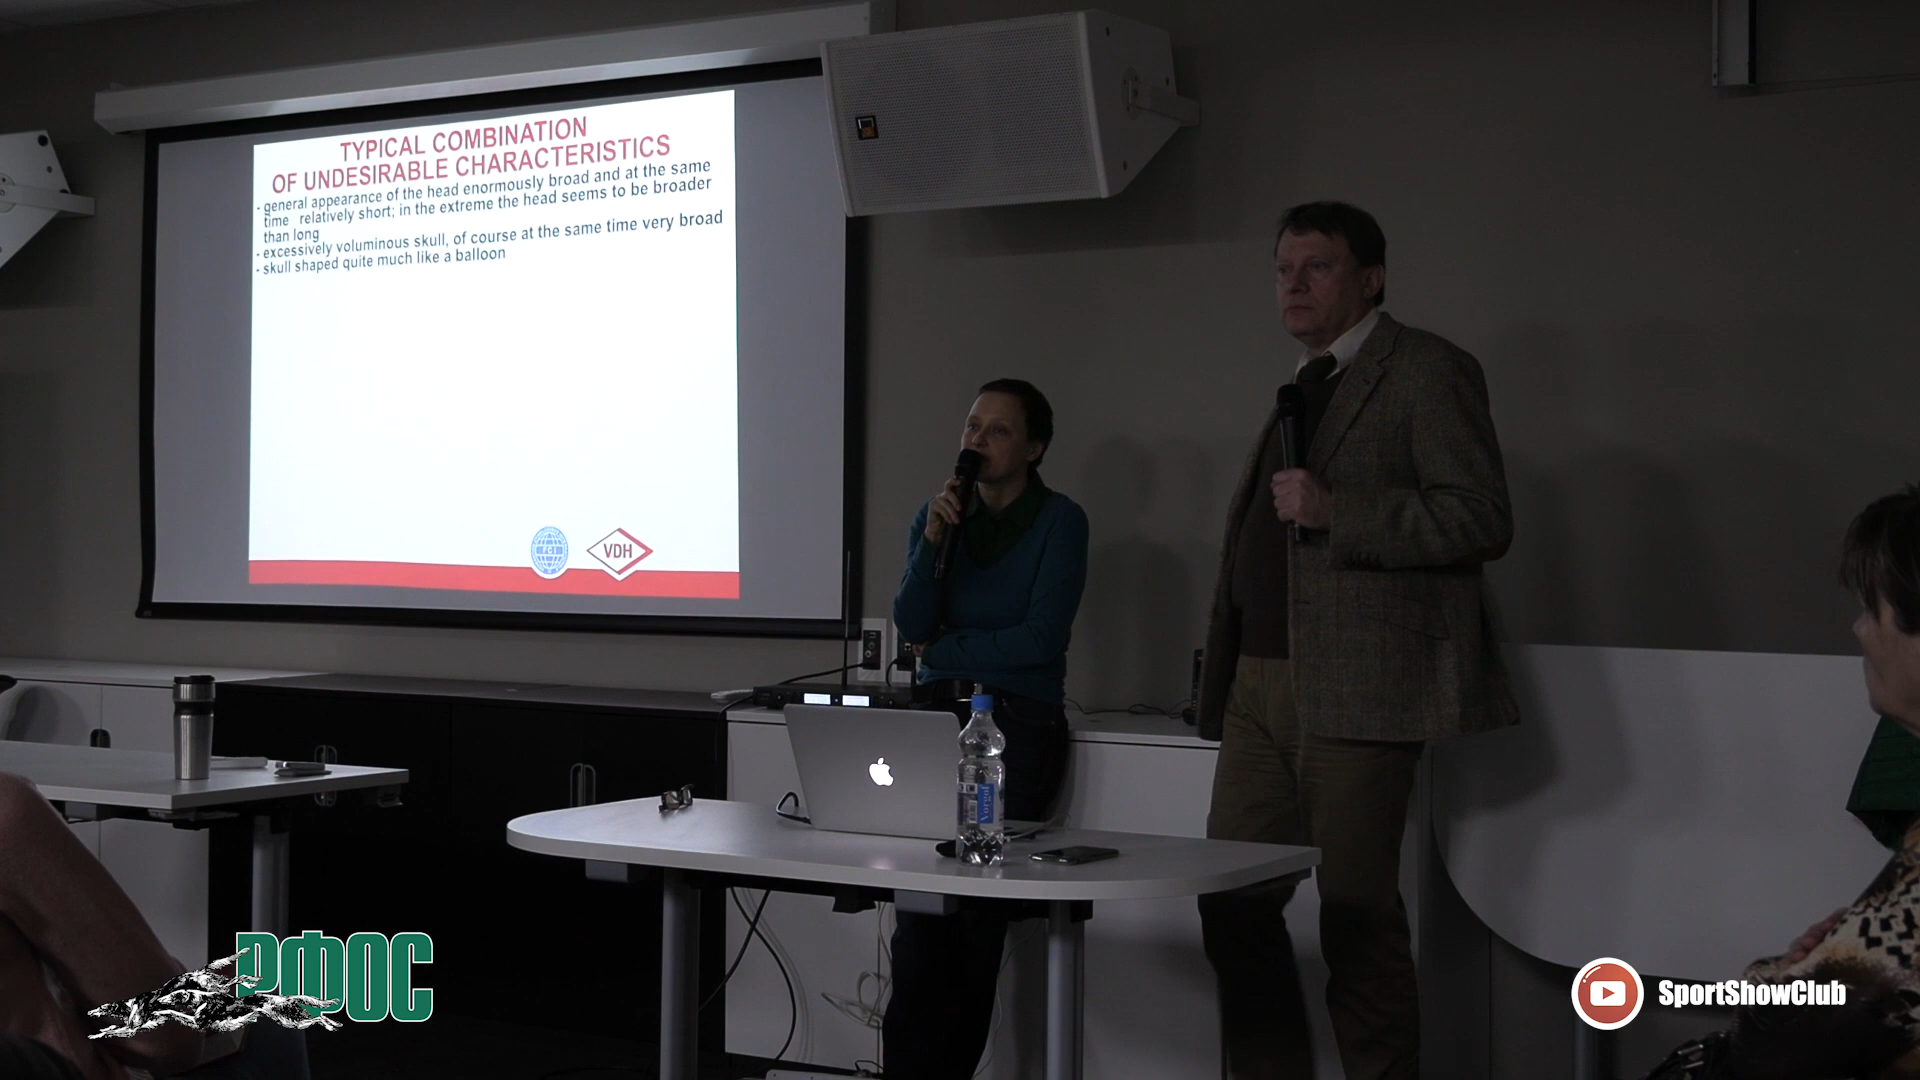 TYPICAL COMBINATION
OF UNDESIRABLE CHARACTERISTICS
- general appearance of the head enormously broad and at the same
time relatively short; in the extreme the head seems to be broader
than long
- excessively voluminous skull, of course at the same time very broad
- skull shaped quite much like a balloon
FCI
VDH
Norgol
РФОС
SportShowClub